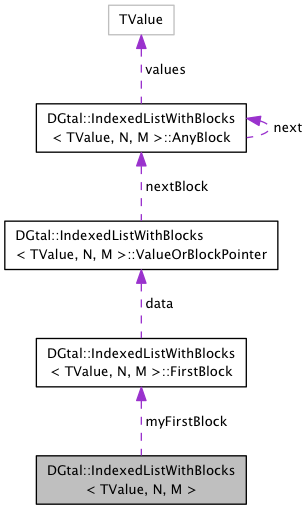 TValue
values
DGtal::IndexedListWithBlocks
< TValue, N, M >::AnyBlock
next
nextBlock
DGtal::IndexedListWithBlocks
< TValue, N, M >::ValueOrBlockPointer
data
DGtal::IndexedListWithBlocks
< TValue, N, M >::FirstBlock
myFirstBlock
DGtal::IndexedListWithBlocks
< TValue, N, M >